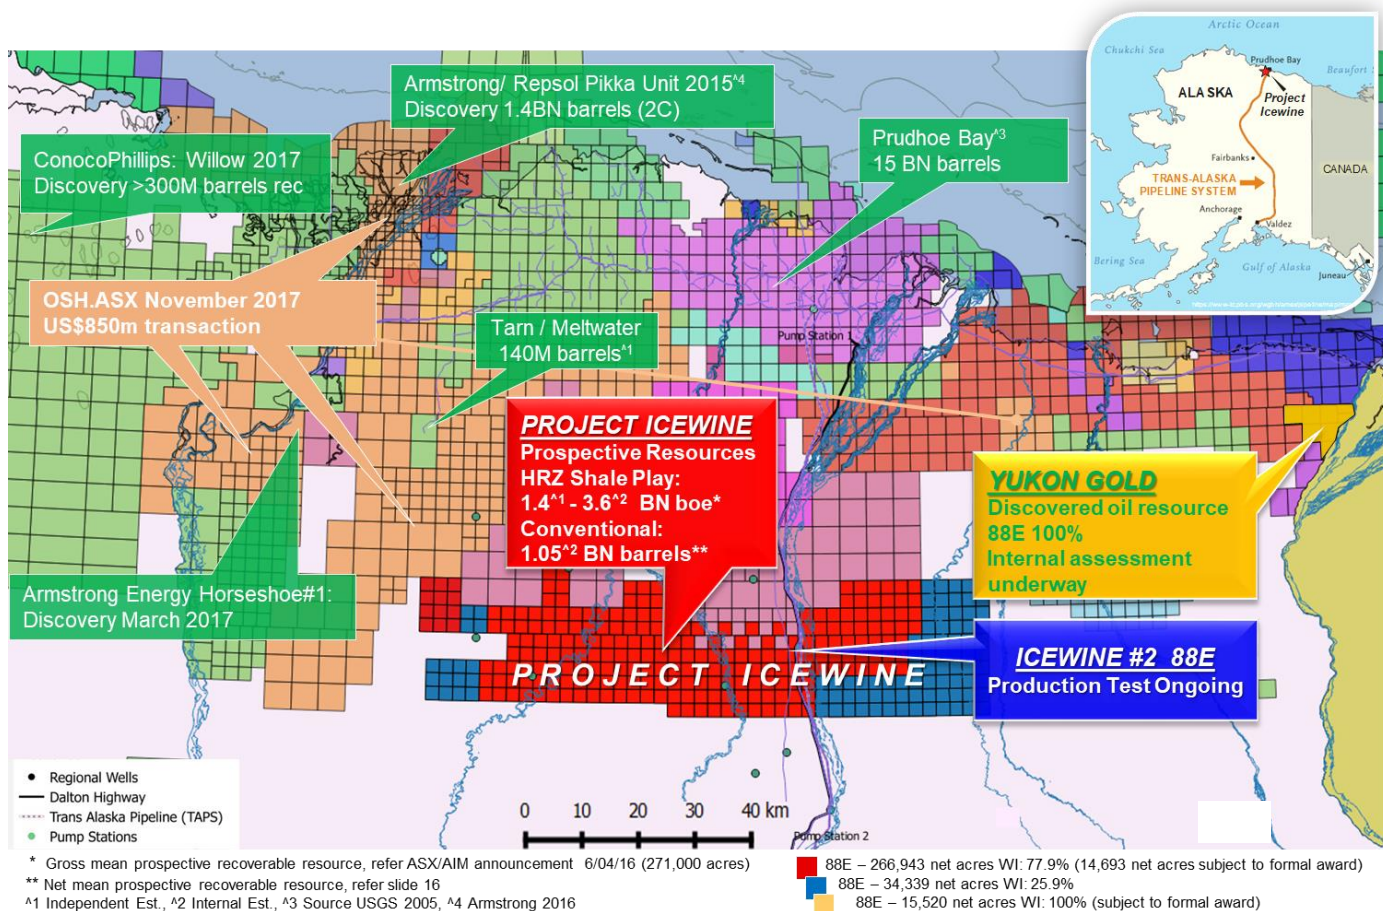 Arctic Ocean
Chukchi Sea
Prudhoe Bay
Beaufort
ALASKA
Project
Icewine
Fairbanks
CANADA
TRANS-ALASKA
PIPELINE SYSTEM
Anchorage
Valdez
Bering Sea
Gulf of Alaska
Juneau
Armstrong/ Repsol Pikka Unit 2015^4
Discovery 1.4BN barrels (2C)
Prudhoe Bay^3
15 BN barrels
ConocoPhillips: Willow 2017
Discovery >300M barrels rec
OSH.ASX November 2017
US$850m transaction
Tarn / Meltwater
140M barrels^1
Pump Station 1
PROJECT ICEWINE
Prospective Resources
HRZ Shale Play:
1.4^1 - 3.6^2 BN boe*
Conventional:
1.05^2 BN barrels**
YUKON GOLD
Discovered oil resource
88E 100%
Internal assessment
underway
Armstrong Energy Horseshoe#1:
Discovery March 2017
ICEWINE #2 88E
Production Test Ongoing
PROJECT ICEWINE
Regional Wells
Dalton Highway
Trans Alaska Pipeline (TAPS)
Pump Stations
0 10 20 30 40 km
Pump Station 2
* Gross mean prospective recoverable resource, refer ASX/AIM announcement 6/04/16 (271,000 acres)
** Net mean prospective recoverable resource, refer slide 16
^1 Independent Est., ^2 Internal Est., ^3 Source USGS 2005, ^4 Armstrong 2016
88E – 266,943 net acres WI: 77.9% (14,693 net acres subject to formal award)
88E – 34,339 net acres WI: 25.9%
88E – 15,520 net acres WI: 100% (subject to formal award)